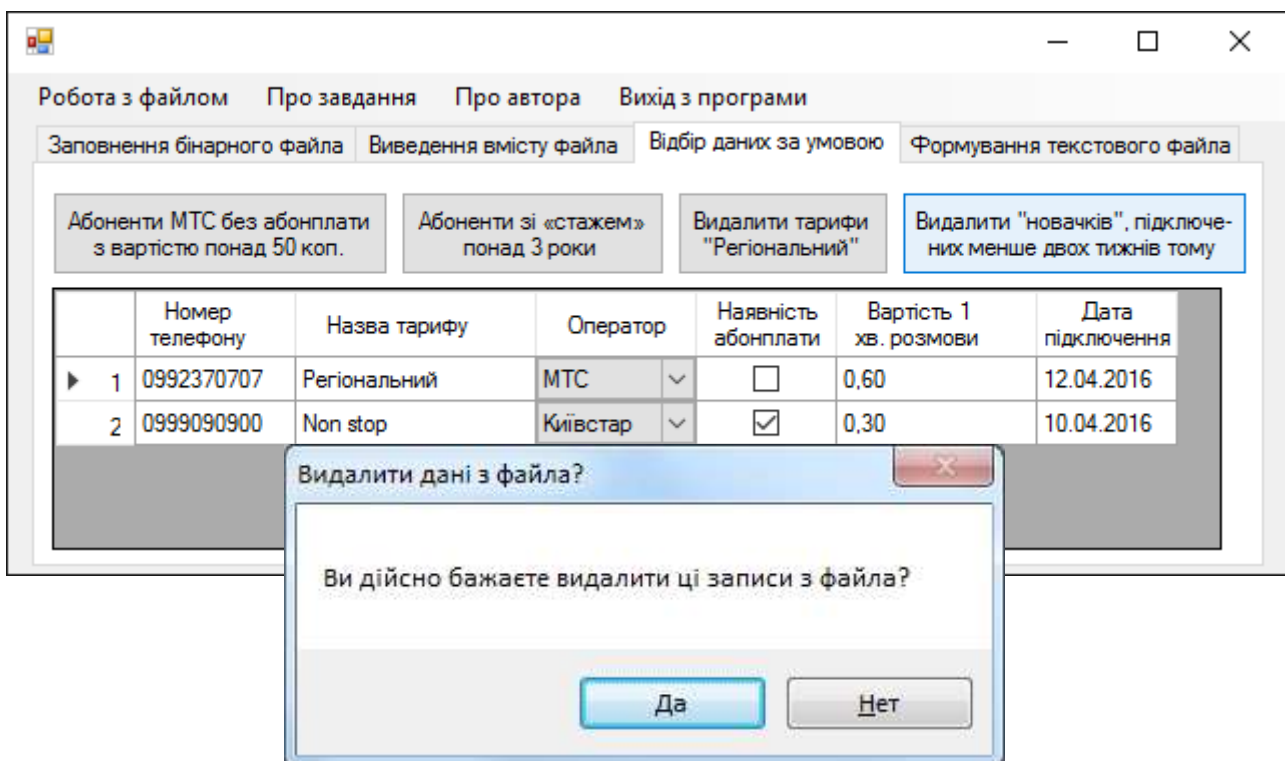 Робота з файлом Про завдання Про автора Вихід з програми
Заповнення бінарного файла Виведення вмісту файла Відбір даних за умовою Формування текстового файла
Абоненти МТС без абонплати
з вартістю понад 50 коп.
Абоненти зі «стажем»
понад 3 роки
Видалити тарифи
"Регіональний"
Видалити "новачків", підключе-
них менше двох тижнів тому
Номер
телефону
Назва тарифу
Оператор
Наявність
абонплати
Вартість 1
хв. розмови
Дата
підключення
1 0992370707 Регіональний МТС 0,60 12.04.2016
2 0999090900 Non stop Київстар 0,30 10.04.2016
Видалити дані з файла?
Ви дійсно бажаєте видалити ці записи з файла?
Да Нет